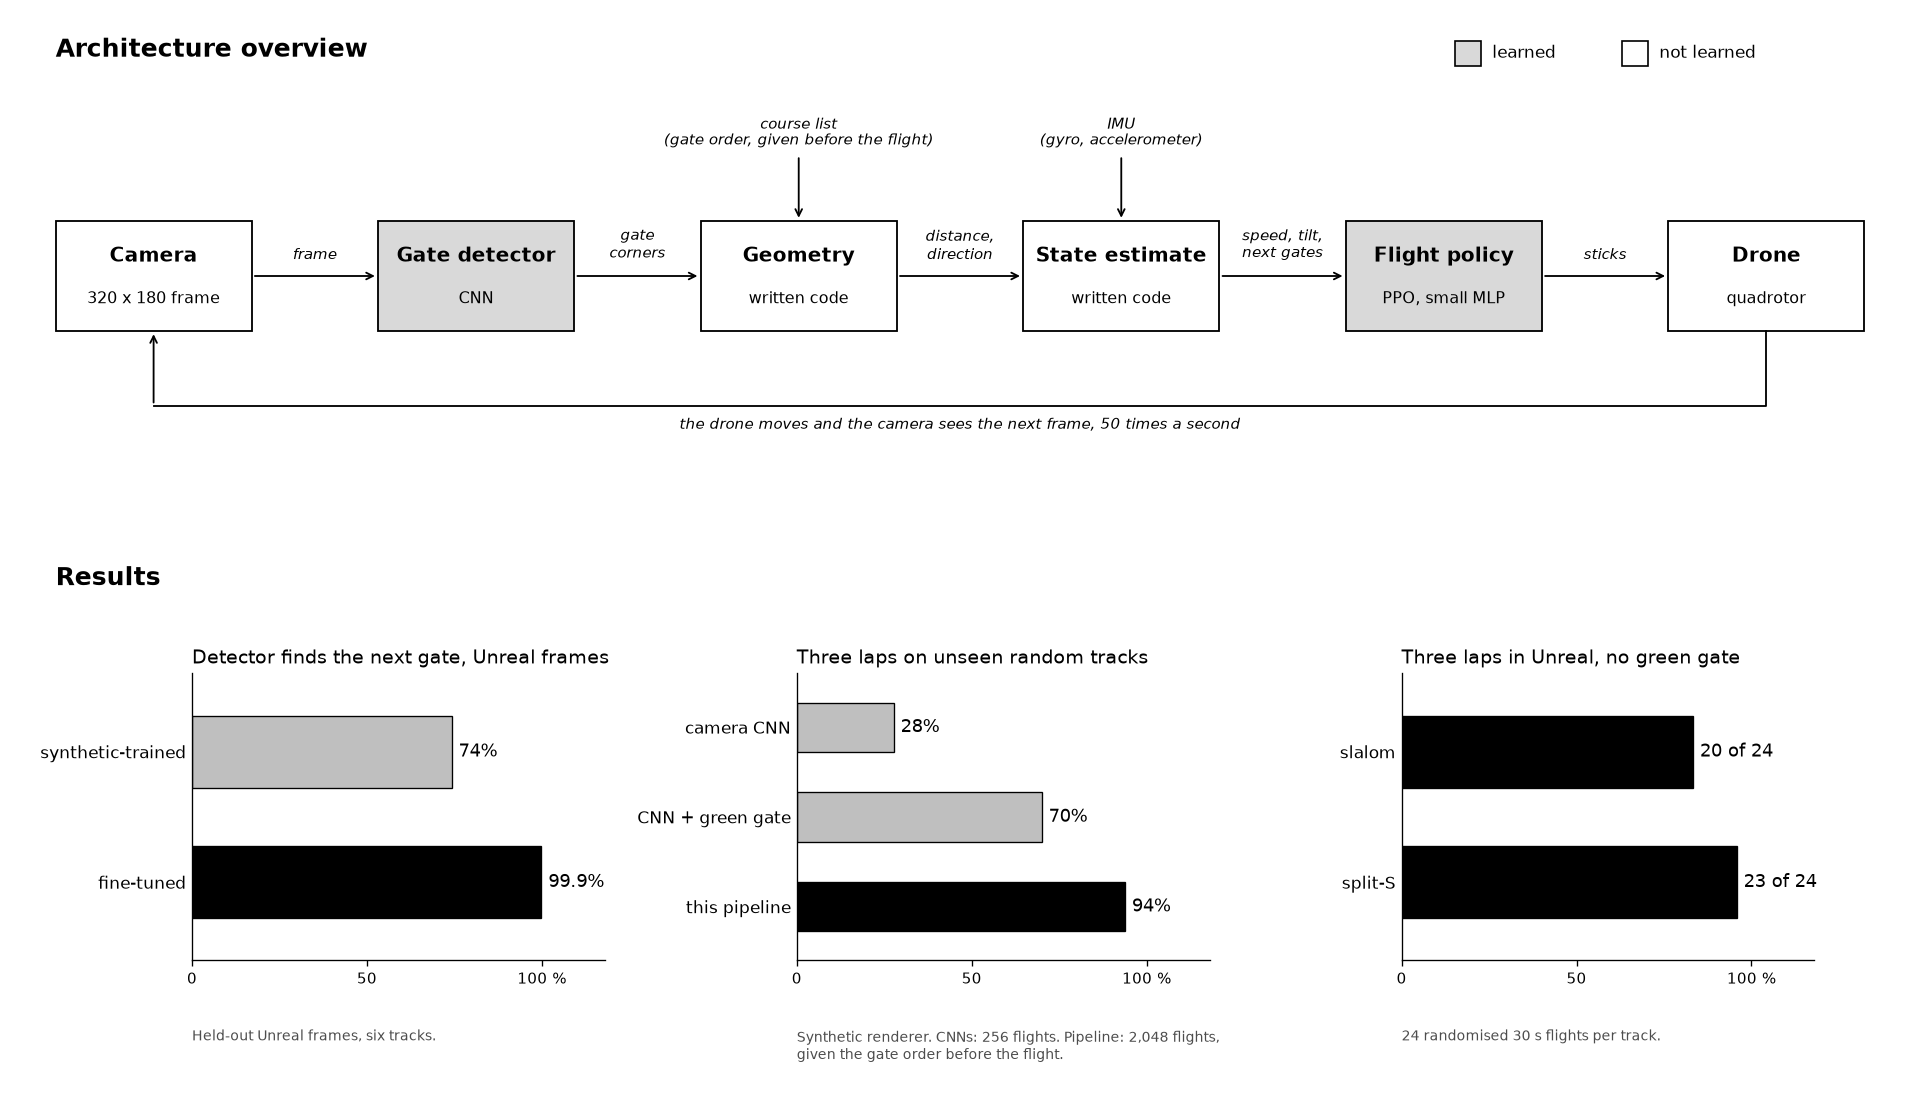 Architecture overview
learned
not learned
course list
(gate order, given before the flight)
IMU
(gyro, accelerometer)
Camera
320 x 180 frame
frame
Gate detector
CNN
gate
corners
Geometry
written code
distance,
direction
State estimate
written code
speed, tilt,
next gates
Flight policy
PPO, small MLP
sticks
Drone
quadrotor
the drone moves and the camera sees the next frame, 50 times a second
Results
Detector finds the next gate, Unreal frames
synthetic-trained
74%
fine-tuned
99.9%
0
50
100 %
Held-out Unreal frames, six tracks.
Three laps on unseen random tracks
camera CNN
28%
CNN + green gate
70%
this pipeline
94%
0
50
100 %
Synthetic renderer. CNNs: 256 flights. Pipeline: 2,048 flights,
given the gate order before the flight.
Three laps in Unreal, no green gate
slalom
20 of 24
split-S
23 of 24
0
50
100 %
24 randomised 30 s flights per track.